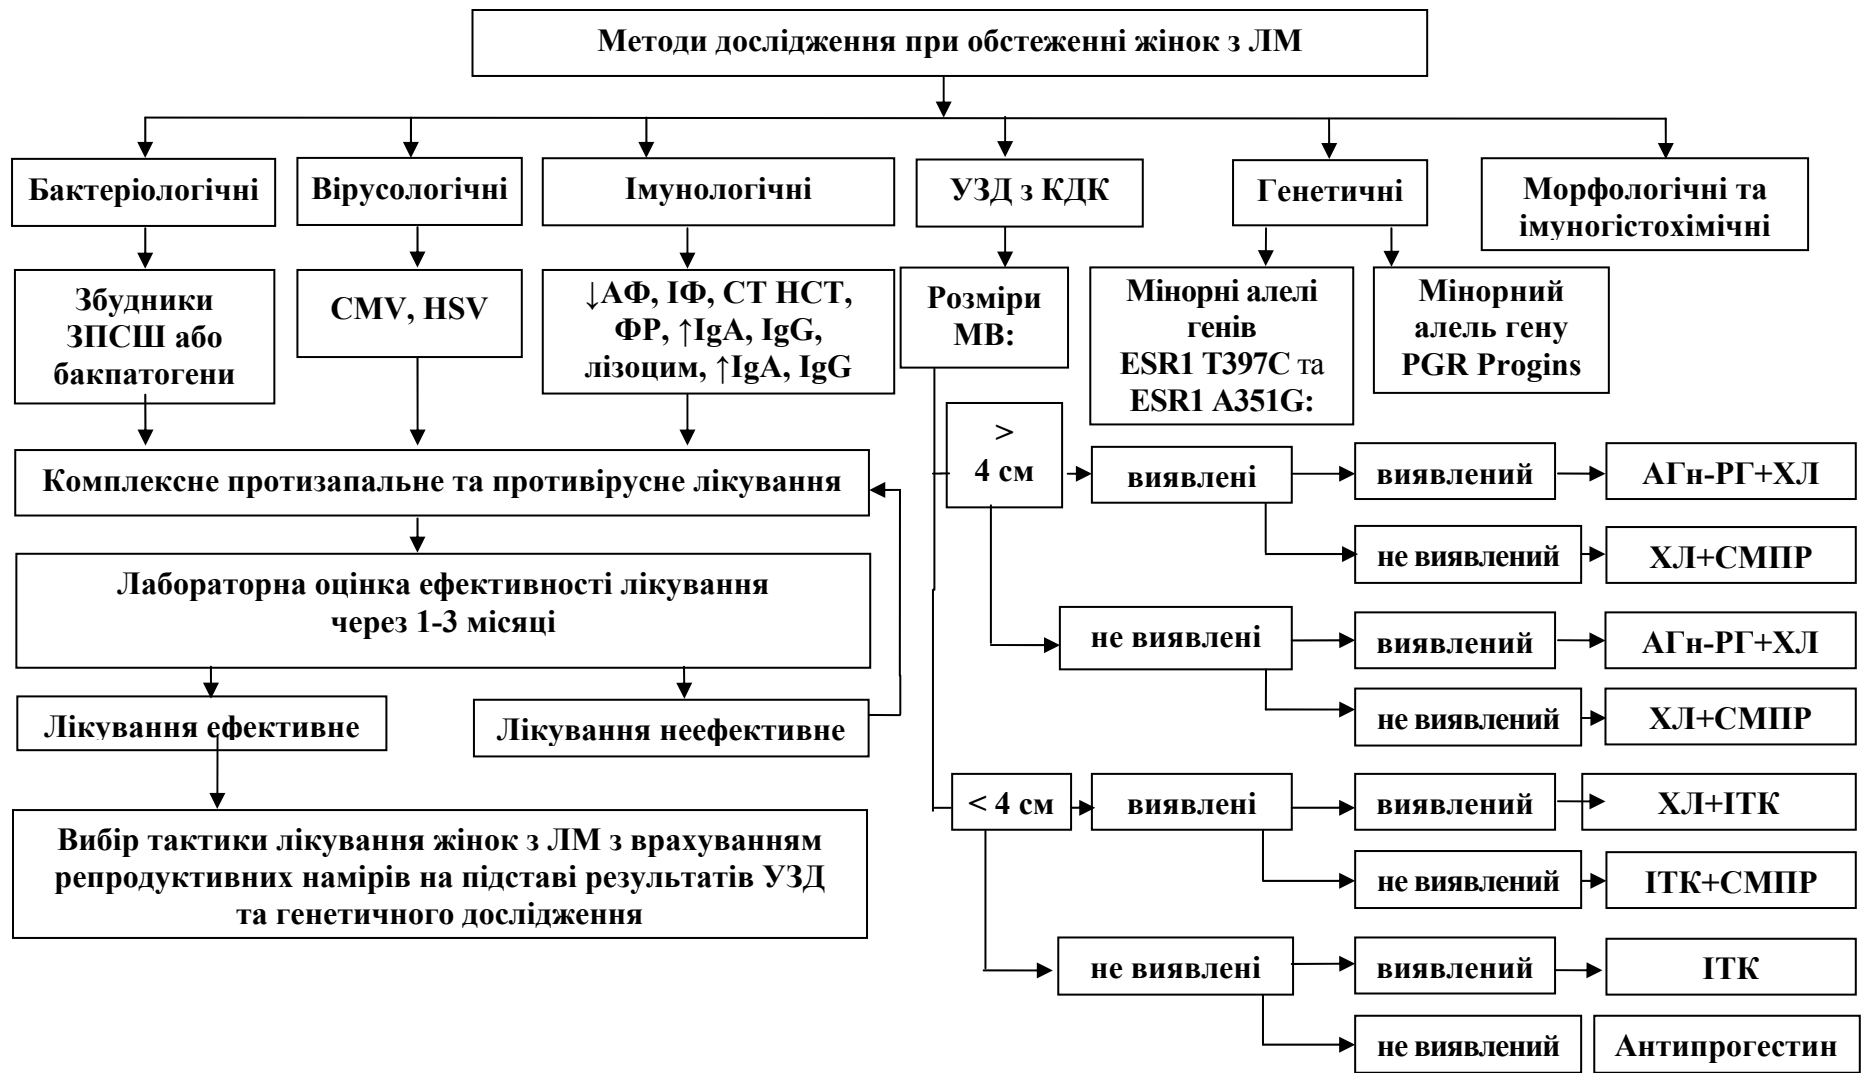 Методи дослідження при обстеженні жінок з ЛМ
Бактеріологічні
Вірусологічні
Імунологічні
УЗД з КДК
Генетичні
Морфологічні та
імуногістохімічні
Збудники
ЗПСШ або
бакпатогени
CMV, HSV
↓АФ, ІФ, СТ НСТ,
ФР, ↑IgA, IgG,
лізоцим, ↑IgA, IgG
Розміри
МВ:
Мінорні алелі
генів
ESR1 T397C та
ESR1 A351G:
Мінорний
алель гену
PGR Progins
Комплексне протизапальне та противірусне лікування
Лабораторна оцінка ефективності лікування
через 1-3 місяці
Лікування ефективне
Лікування неефективне
Вибір тактики лікування жінок з ЛМ з врахуванням
репродуктивних намірів на підставі результатів УЗД
та генетичного дослідження
>
4 см
виявлені
виявлений
АГн-РГ+ХЛ
не виявлений
ХЛ+СМПР
не виявлені
виявлений
АГн-РГ+ХЛ
не виявлений
ХЛ+СМПР
< 4 см
виявлені
виявлений
ХЛ+ІТК
не виявлений
ІТК+СМПР
не виявлені
виявлений
ІТК
не виявлений
Антипрогестин